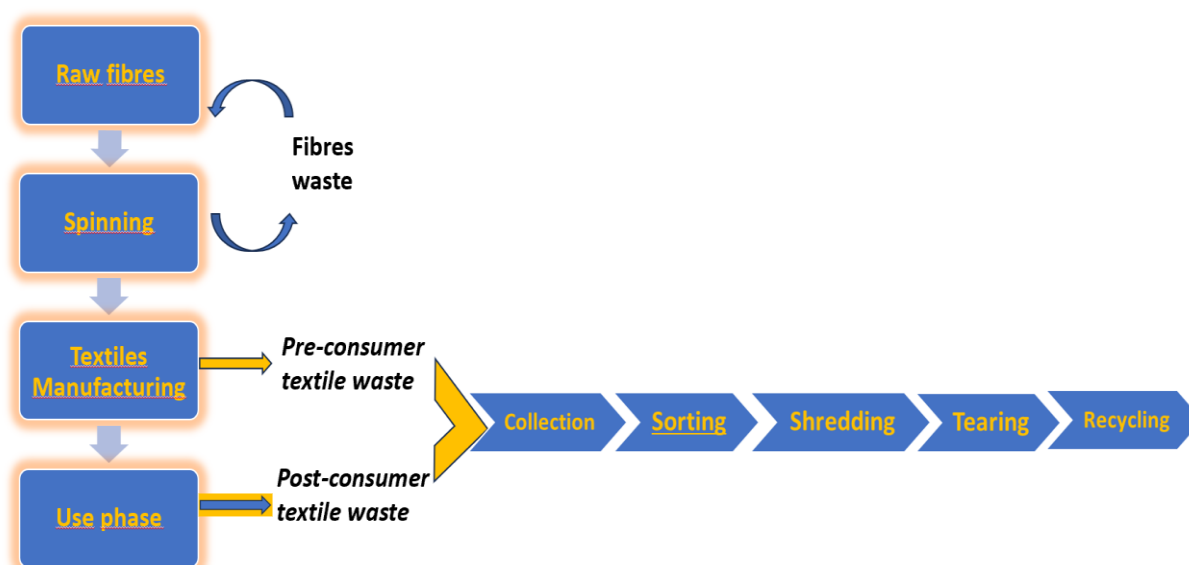 Raw fibres
Fibres
waste
Spinning
Textiles
Manufacturing
Pre-consumer
textile waste
Collection
Sorting
Shredding
Tearing
Recycling
Post-consumer
textile waste
Use phase